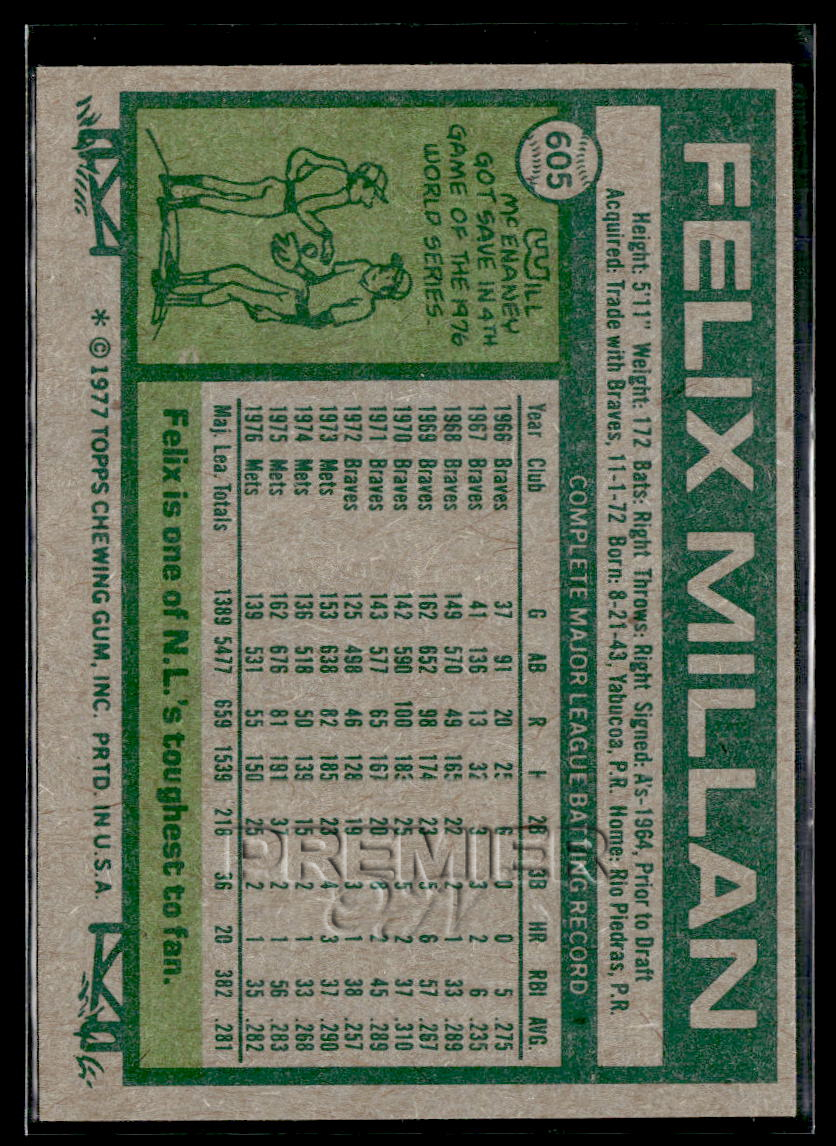 FELIX MILLAN
605
Height: 5'11" Weight: 172 Bats: Right Throws: Right Signed: A's-1964, Prior to Draft
Acquired: Trade with Braves, 11-1-72 Born: 8-21-43, Yabucoa, P.R. Home: Rio Piedras, P.R.
WILL
MCENANEY
GOT SAVE IN 4TH
GAME OF THE 1976
WORLD SERIES.
COMPLETE MAJOR LEAGUE BATTING RECORD
Year Club G AB R H 2B 3B HR RBI AVG.
1966 Braves 37 91 20 25 6 0 0 5 .275
1967 Braves 41 136 13 32 3 3 2 6 .235
1968 Braves 149 570 49 165 22 2 1 33 .289
1969 Braves 162 652 98 174 23 5 6 57 .267
1970 Braves 142 590 100 183 25 5 2 37 .310
1971 Braves 143 577 65 167 20 8 2 45 .289
1972 Braves 125 498 46 128 19 3 1 38 .257
1973 Mets 153 638 82 185 23 4 3 37 .290
1974 Mets 136 518 50 139 15 2 1 33 .268
1975 Mets 162 676 81 181 37 2 1 56 .283
1976 Mets 139 531 55 150 25 2 1 35 .282
Maj. Lea. Totals 1389 5477 659 1539 216 36 20 382 .281
Felix is one of N.L.'s toughest to fan.
* © 1977 TOPPS CHEWING GUM, INC. PRTD. IN U.S.A.
PREMIER